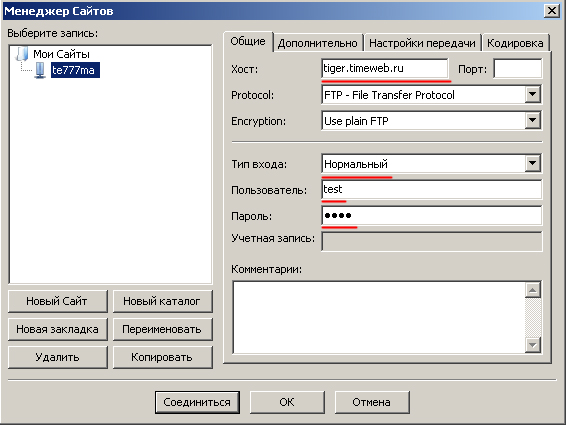 Менеджер Сайтов
Выберите запись:
Мои Сайты
te777ma
Новый Сайт Новый каталог
Новая закладка Переименовать
Удалить Копировать
Общие Дополнительно Настройки передачи Кодировка
Хост: tiger.timeweb.ru Порт:
Protocol: FTP - File Transfer Protocol
Encryption: Use plain FTP
Тип входа: Нормальный
Пользователь: test
Пароль: ●●●●
Учетная запись:
Комментарии:
Соединиться OK Отмена